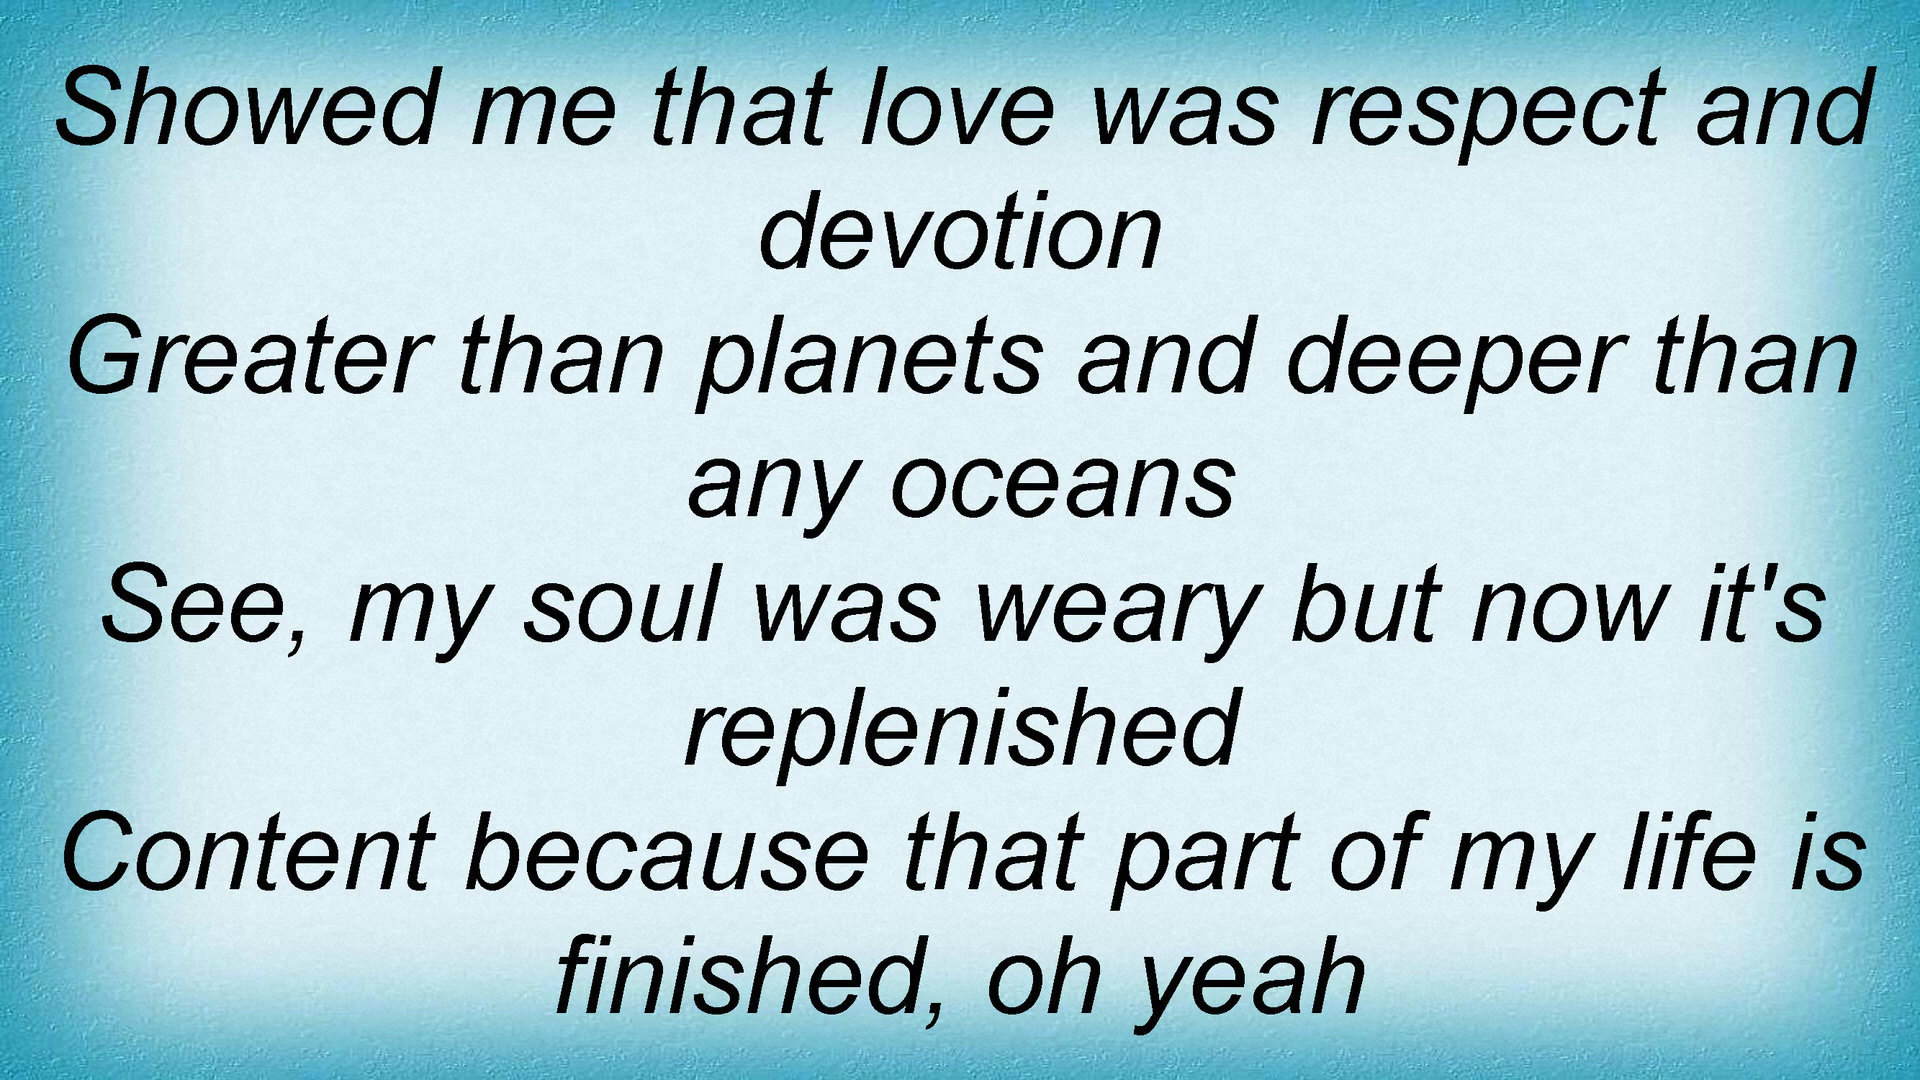 Showed me that love was respect and
devotion
Greater than planets and deeper than
any oceans
See, my soul was weary but now it's
replenished
Content because that part of my life is
finished, oh yeah